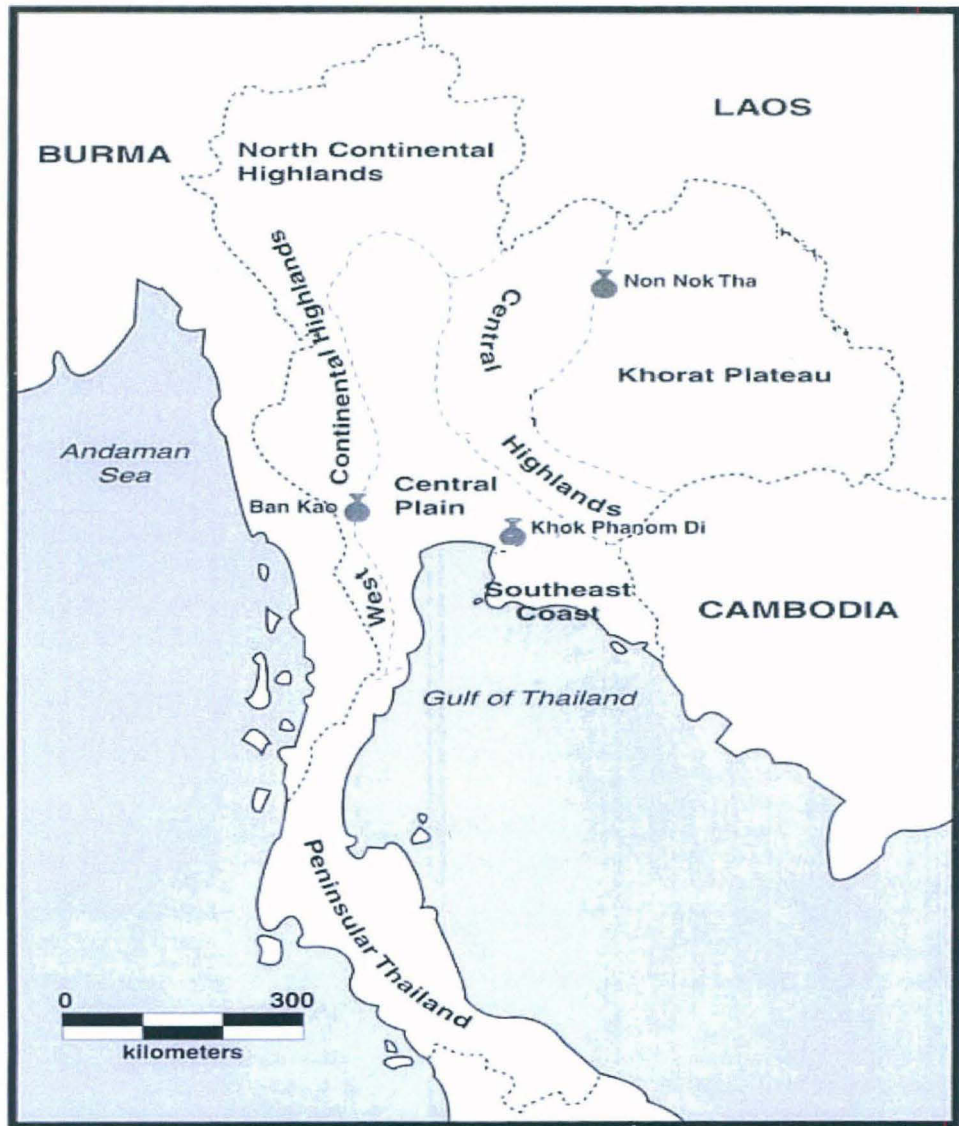 LAOS
BURMA
North Continental
Highlands
Continental Highlands
West
Central
Highlands
Non Nok Tha
Khorat Plateau
Andaman
Sea
Ban Kao
Central
Plain
Khok Phanom Di
Southeast
Coast
CAMBODIA
Gulf of Thailand
Peninsular Thailand
0 300
kilometers